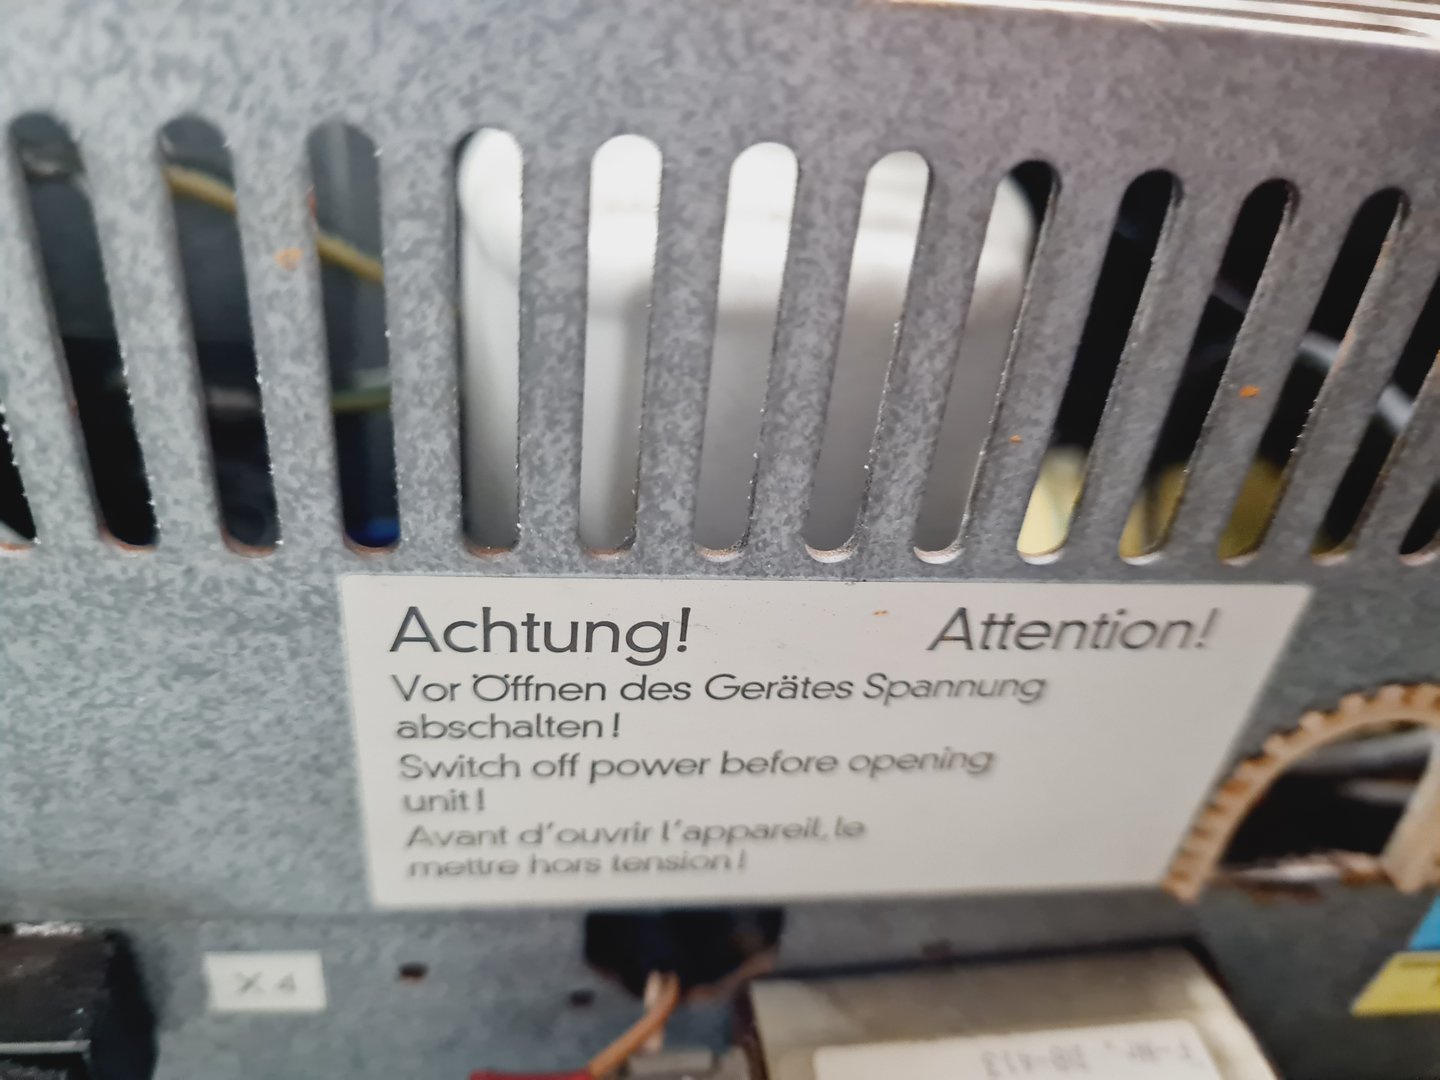 Achtung! Attention!
Vor Öffnen des Gerätes Spannung
abschalten!
Switch off power before opening
unit!
Avant d'ouvrir l'appareil, le
mettre hors tension!
X4